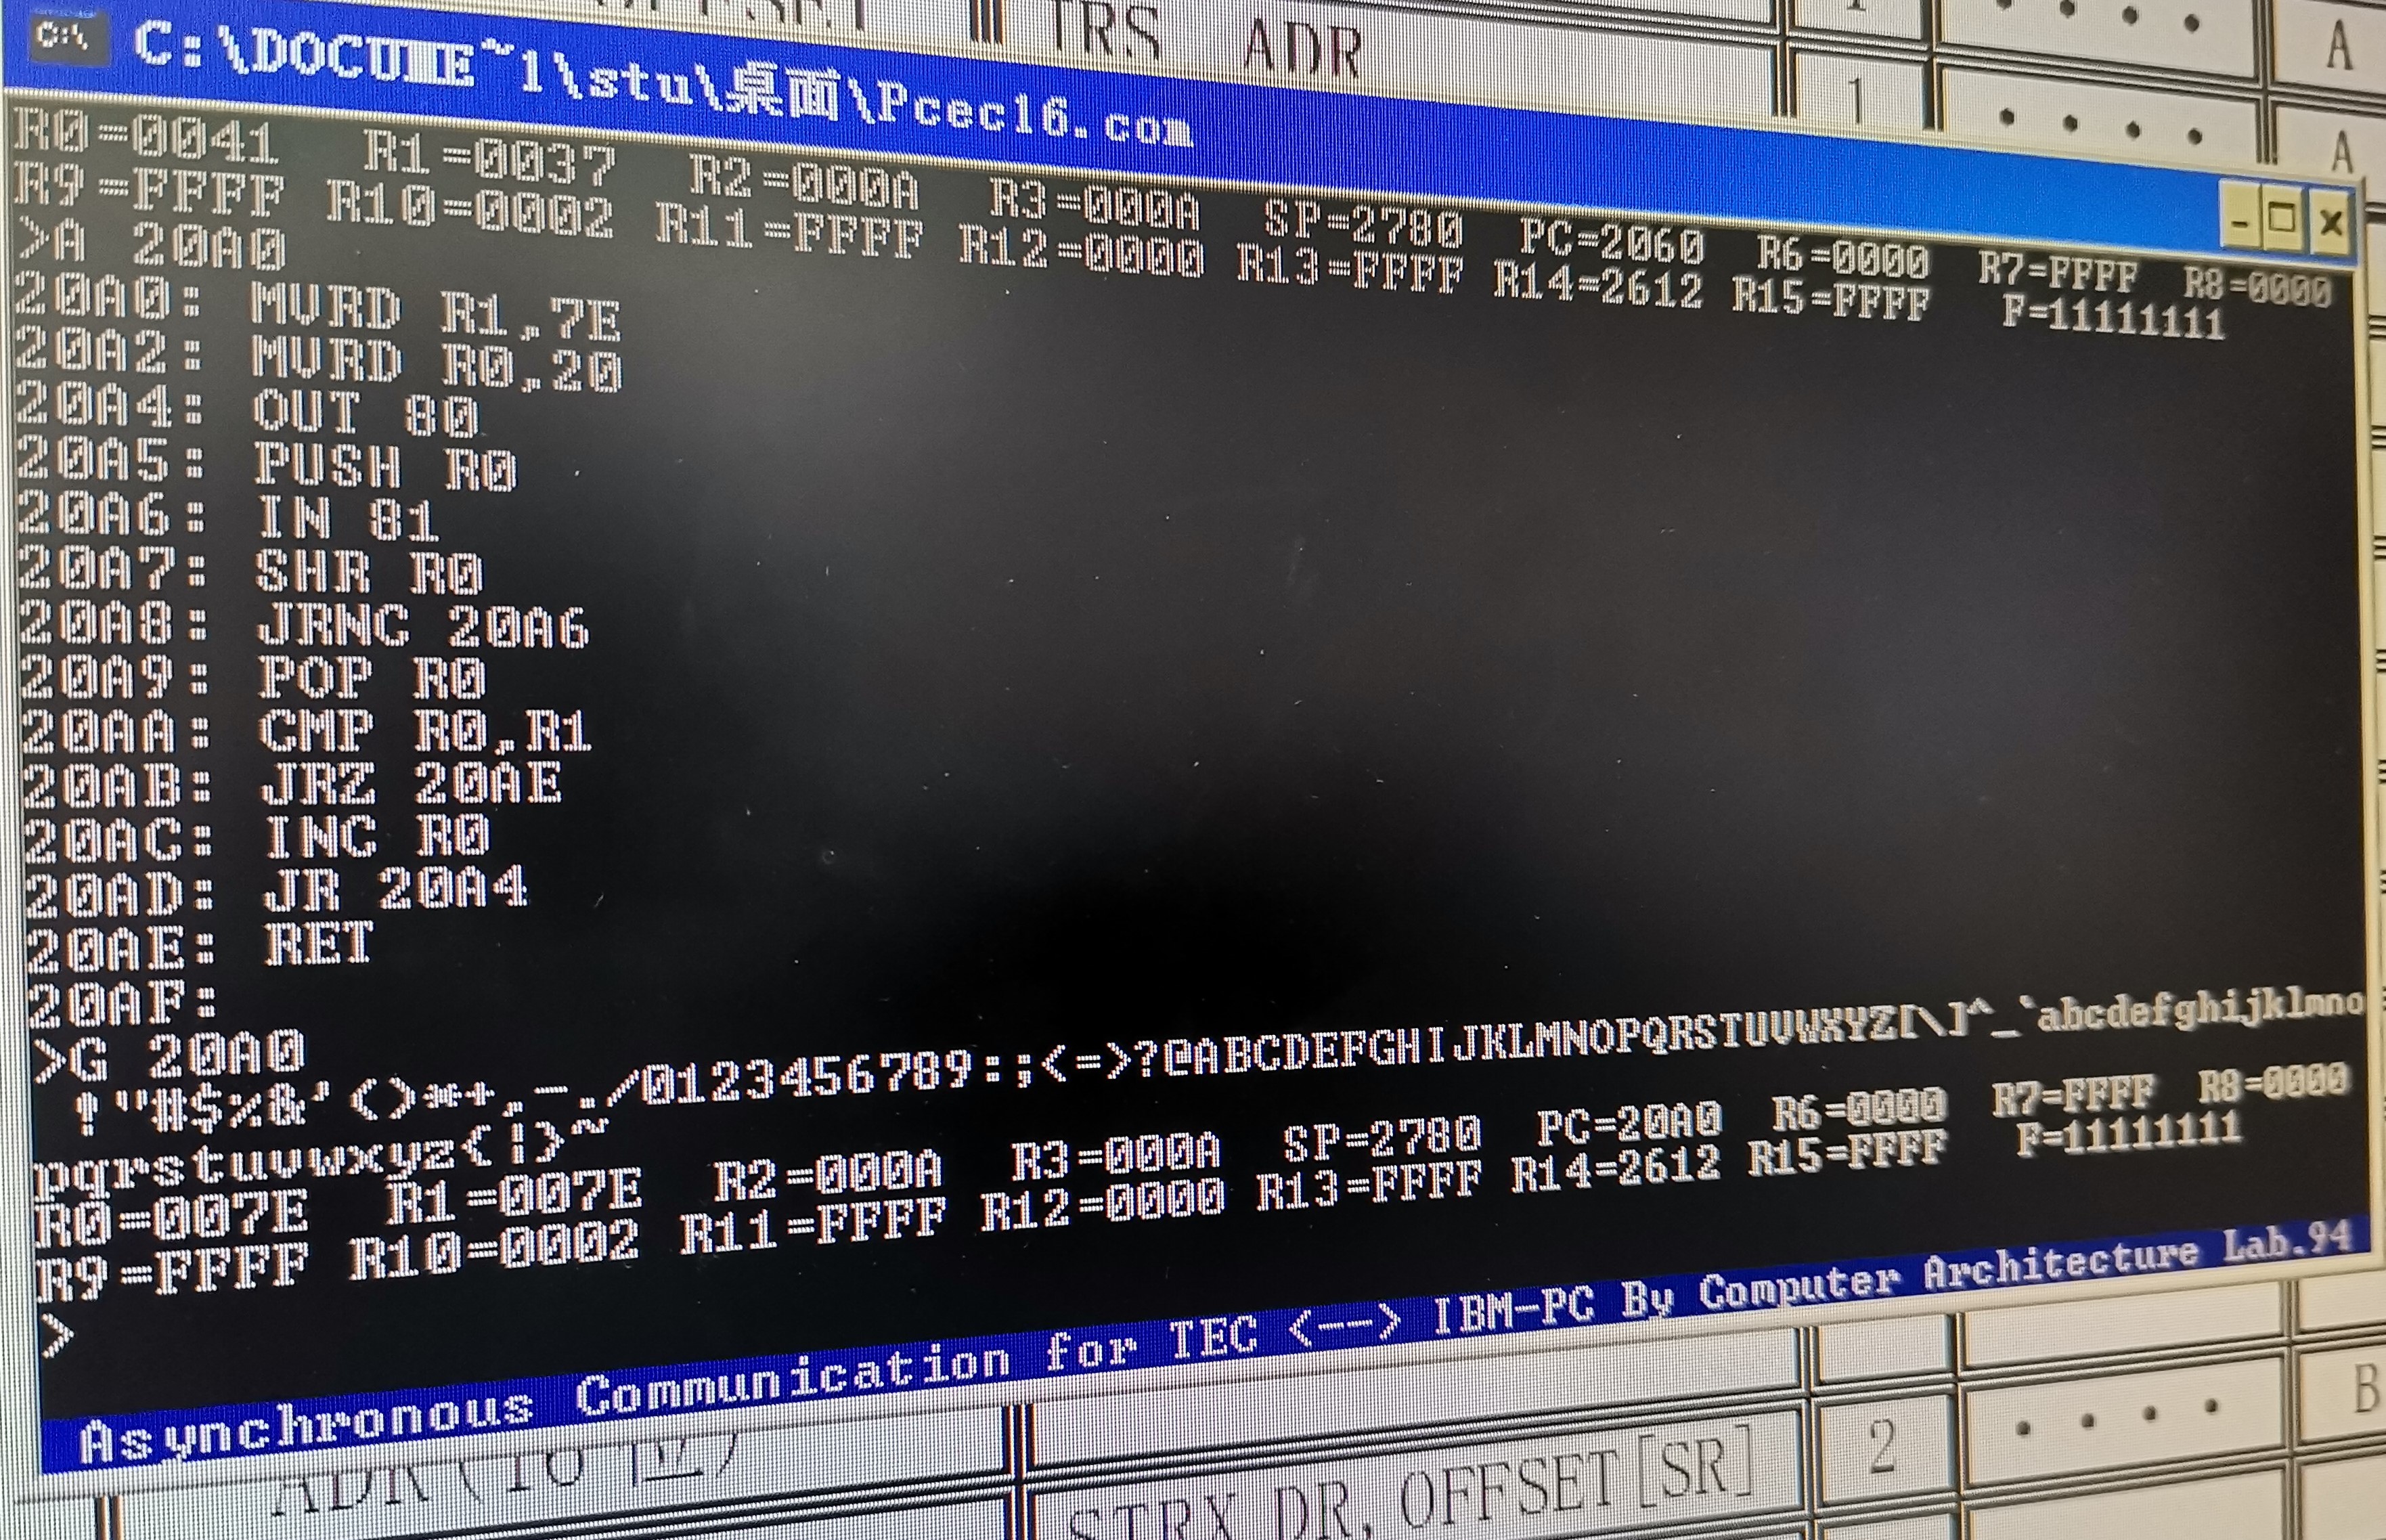 TRS ADR
1
A
1
A
C:\DOCUME~1\stu\桌面\Pcec16.com
R0=0041 R1=0037 R2=000A R3=000A SP=2780 PC=2060 R6=0000 R7=FFFF R8=0000
R9=FFFF R10=0002 R11=FFFF R12=0000 R13=FFFF R14=2612 R15=FFFF F=11111111
>A 20A0
20A0: MVRD R1,7E
20A2: MVRD R0,20
20A4: OUT 80
20A5: PUSH R0
20A6: IN 81
20A7: SHR R0
20A8: JRNC 20A6
20A9: POP R0
20AA: CMP R0,R1
20AB: JRZ 20AE
20AC: INC R0
20AD: JR 20A4
20AE: RET
20AF:
>G 20A0
 !"#$%&'()*+,-./0123456789:;<=>?@ABCDEFGHIJKLMNOPQRSTUVWXYZ[\]^_`abcdefghijklmno
pqrstuvwxyz{|}~
R0=007E R1=007E R2=000A R3=000A SP=2780 PC=20A0 R6=0000 R7=FFFF R8=0000
R9=FFFF R10=0002 R11=FFFF R12=0000 R13=FFFF R14=2612 R15=FFFF F=11111111
>
Asynchronous Communication for TEC <--> IBM-PC By Computer Architecture Lab.94
STRX DR, OFFSET[SR]
2
B